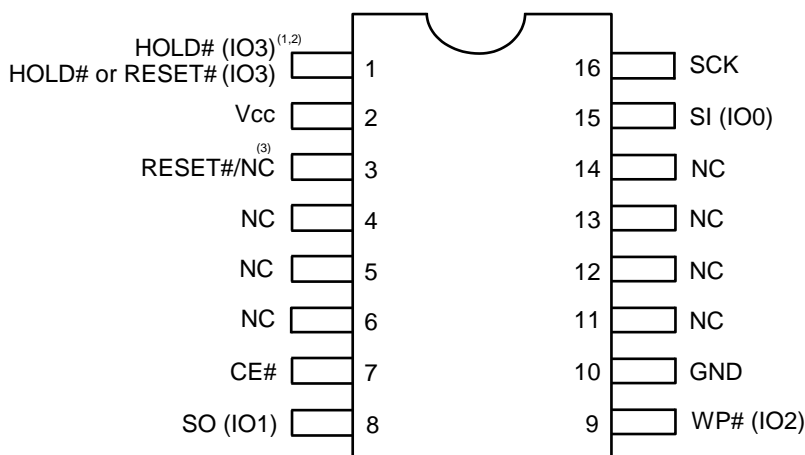 HOLD# (IO3)(1,2)
HOLD# or RESET# (IO3)
1
16
SCK
Vcc
2
15
SI (IO0)
RESET#/NC(3)
3
14
NC
NC
4
13
NC
NC
5
12
NC
NC
6
11
NC
CE#
7
10
GND
SO (IO1)
8
9
WP# (IO2)